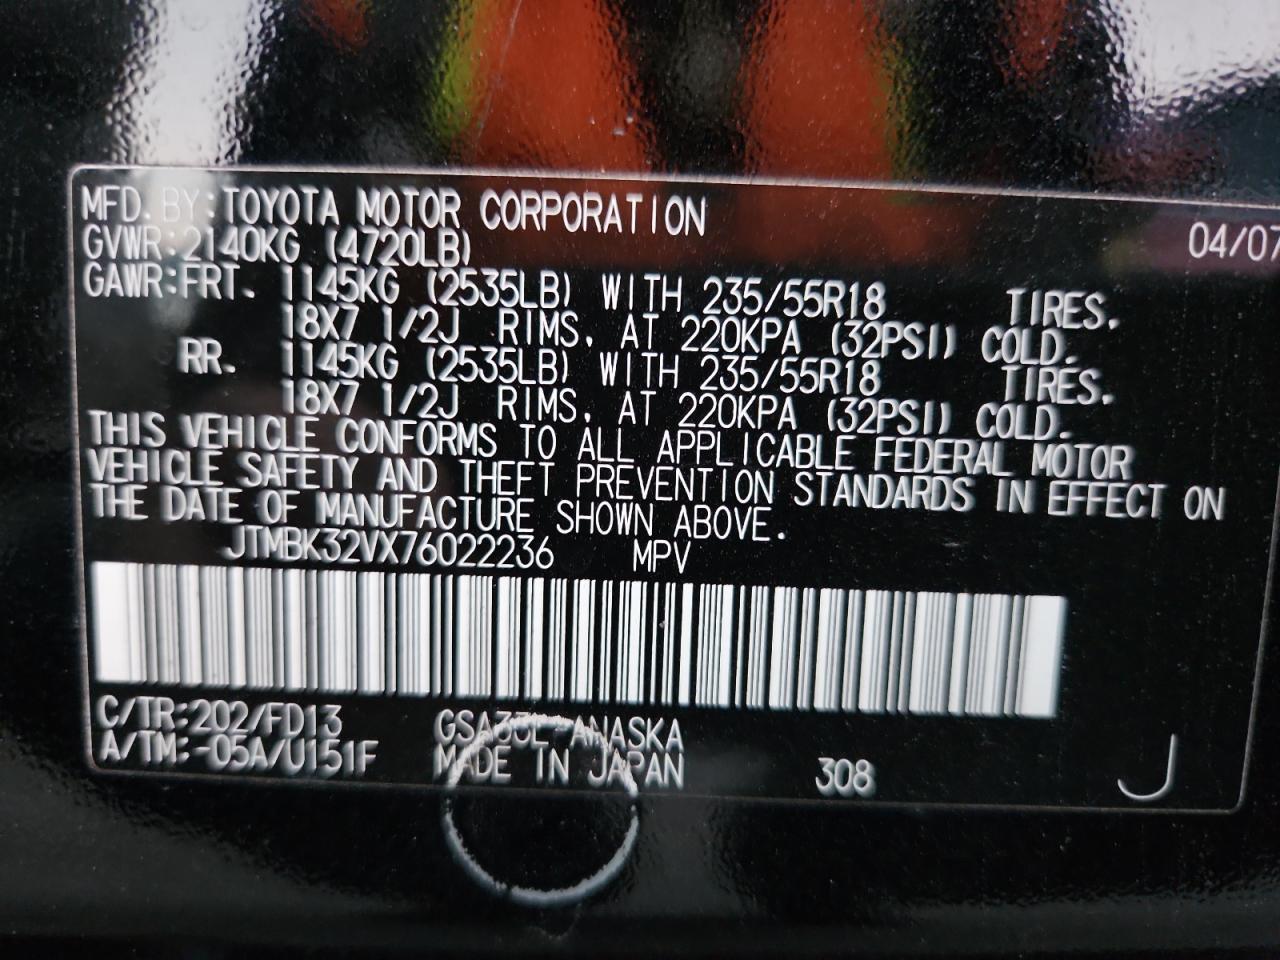 MFD. BY:TOYOTA MOTOR CORPORATION 04/07
GVWR:2140KG (4720LB)
GAWR:FRT. 1145KG (2535LB) WITH 235/55R18 TIRES.
18X7 1/2J RIMS, AT 220KPA (32PSI) COLD.
RR. 1145KG (2535LB) WITH 235/55R18 TIRES.
18X7 1/2J RIMS, AT 220KPA (32PSI) COLD.
THIS VEHICLE CONFORMS TO ALL APPLICABLE FEDERAL MOTOR
VEHICLE SAFETY AND THEFT PREVENTION STANDARDS IN EFFECT ON
THE DATE OF MANUFACTURE SHOWN ABOVE.
JTMBK32VX76022236 MPV
C/TR:202/FD13 GSA33L-ANASKA
A/TM:-05A/U151F MADE IN JAPAN 308 J